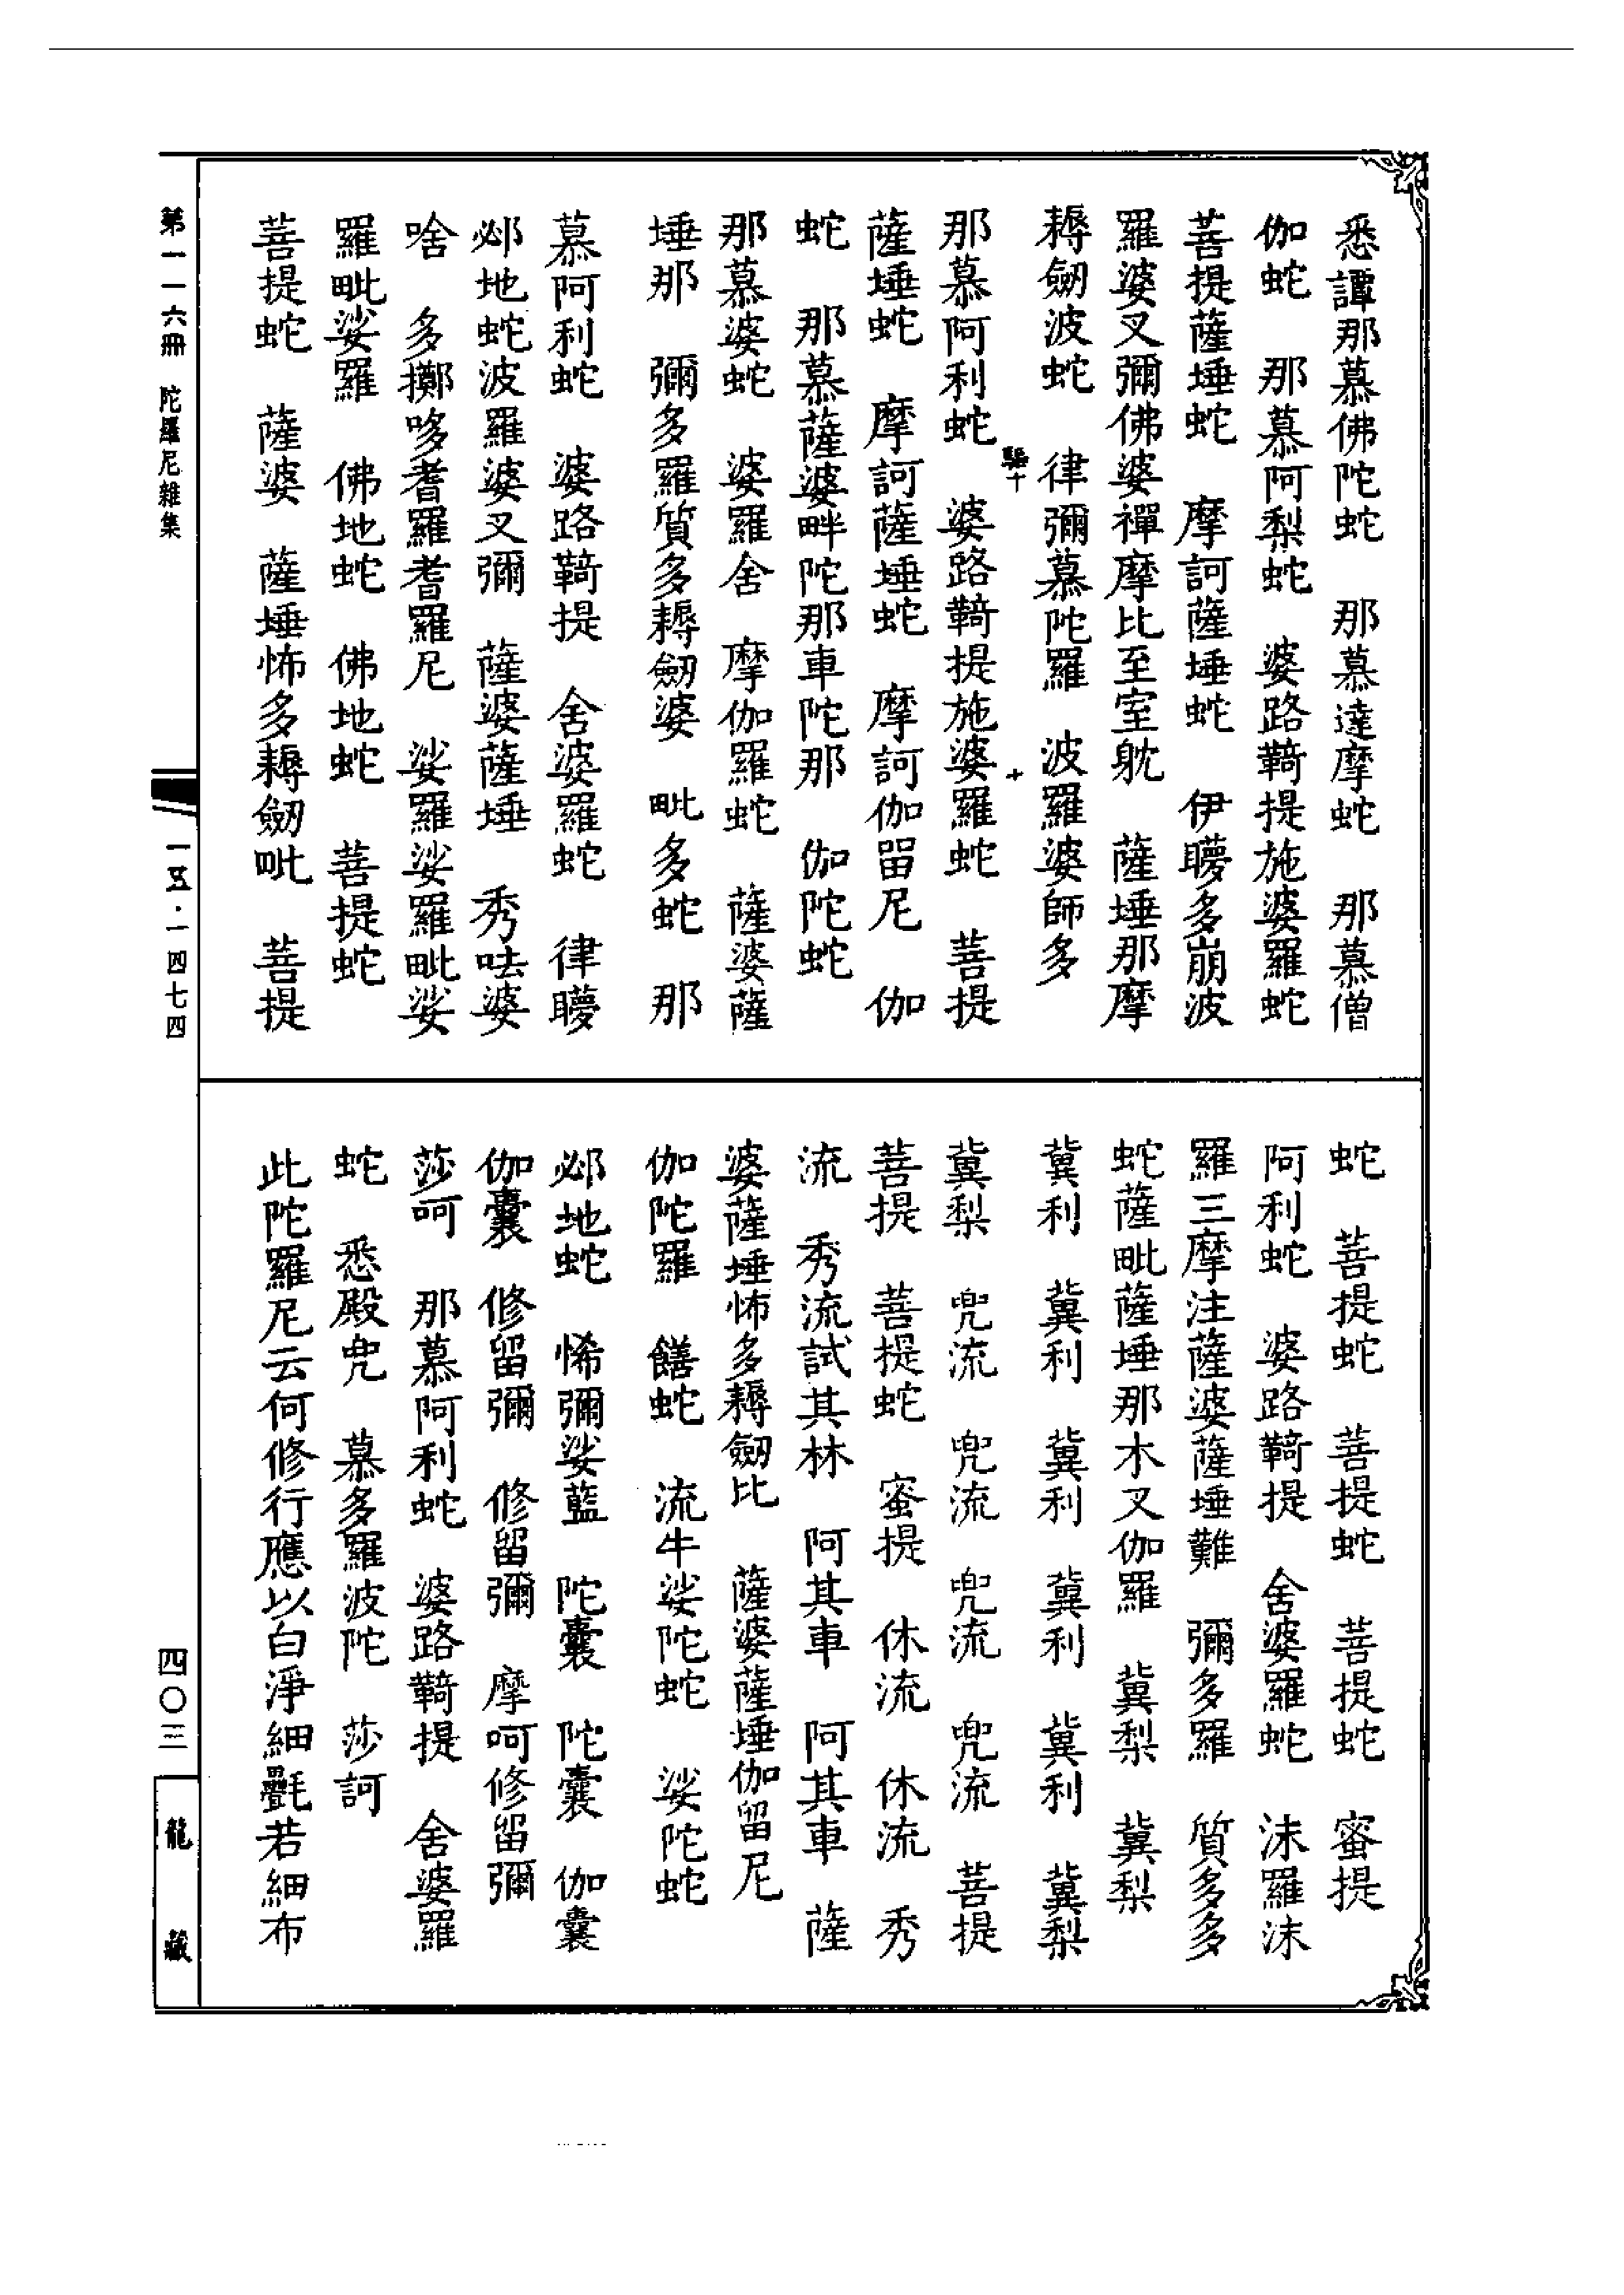 悉譚那慕佛陀蛇　那慕達摩蛇　那慕僧
伽蛇　那慕阿梨蛇　婆路鞊提施婆羅蛇
菩提薩埵蛇　摩訶薩埵蛇　伊矇多崩波
羅婆叉彌佛婆禪摩比至室躭　薩埵那摩
耨劒波蛇　律彌慕陀羅　波羅婆師多
那慕阿利蛇　婆路鞊提施婆羅蛇　菩提
薩埵蛇　摩訶薩埵蛇　摩訶伽留尼　伽
蛇　那慕薩婆畔陀那車陀那　伽陀蛇
那慕婆蛇　婆羅舍　摩伽羅蛇　薩婆薩
埵那　彌多羅質多耨劒婆　毗多蛇　那
慕阿利蛇　婆路鞊提　舍婆羅蛇　律矇
邲地蛇波羅婆叉彌　薩婆薩埵　秀呿婆
啥　多擲哆耆羅耆羅尼　娑羅娑羅毗娑
羅毗娑羅　佛地蛇　佛地蛇　菩提蛇
菩提蛇　薩婆　薩埵怖多耨劒吡　菩提
蛇　菩提蛇　菩提蛇　菩提蛇　蜜提
阿利蛇　婆路鞊提　舍婆羅蛇　沫羅沫
羅三摩注薩婆薩埵難　彌多羅　質多多
蛇薩毗薩埵那木叉伽羅　冀梨　冀梨
冀利　冀利　冀利　冀利　冀利　冀梨
冀梨　兜流　兜流　兜流　兜流　菩提
菩提　菩提蛇　蜜提　休流　休流　秀
流　秀流試其林　阿其車　阿其車　薩
婆薩埵怖多耨劒比　薩婆薩埵伽留尼
伽陀羅　饍蛇　流牛娑陀蛇　娑陀蛇
邲地蛇　悕彌娑藍　陀囊　陀囊　伽囊
伽囊　修留彌　修留彌　摩呵修留彌
莎呵　那慕阿利蛇　婆路鞊提　舍婆羅
蛇　悉殿兜　慕多羅波陀　莎訶
此陀羅尼云何修行應以白淨細㲲若細布
第一一六冊　陀羅尼雜集
一五·一四七四
四〇三
龍藏